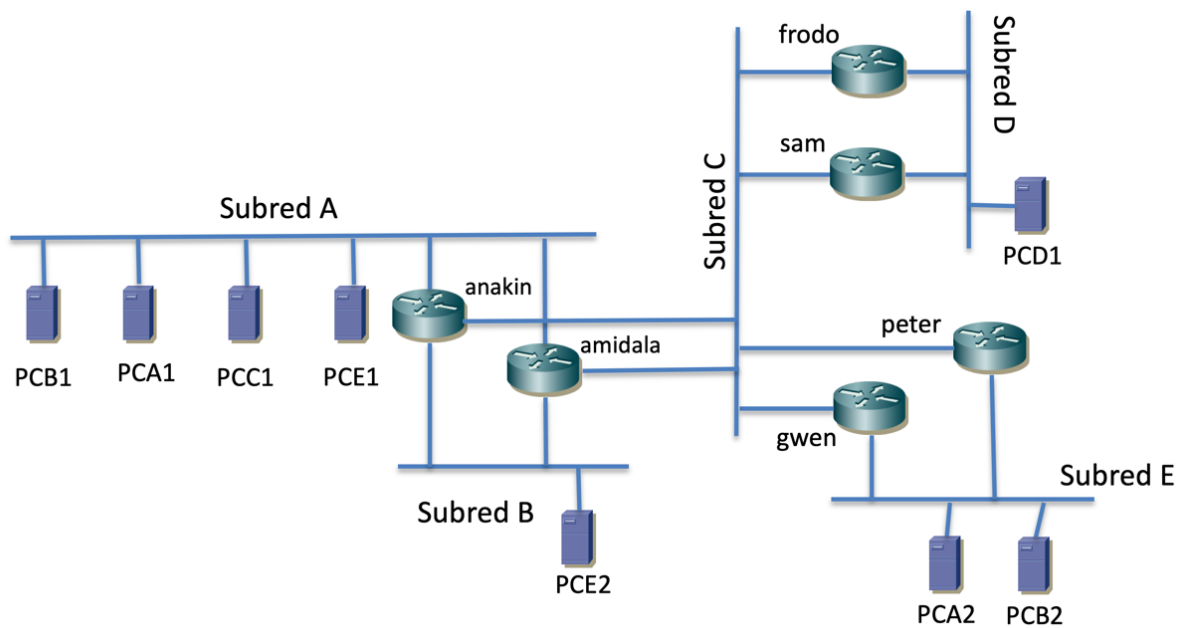 frodo
Subred D
sam
Subred C
PCD1
Subred A
anakin
amidala
peter
gwen
PCB1
PCA1
PCC1
PCE1
Subred B
Subred E
PCE2
PCA2
PCB2